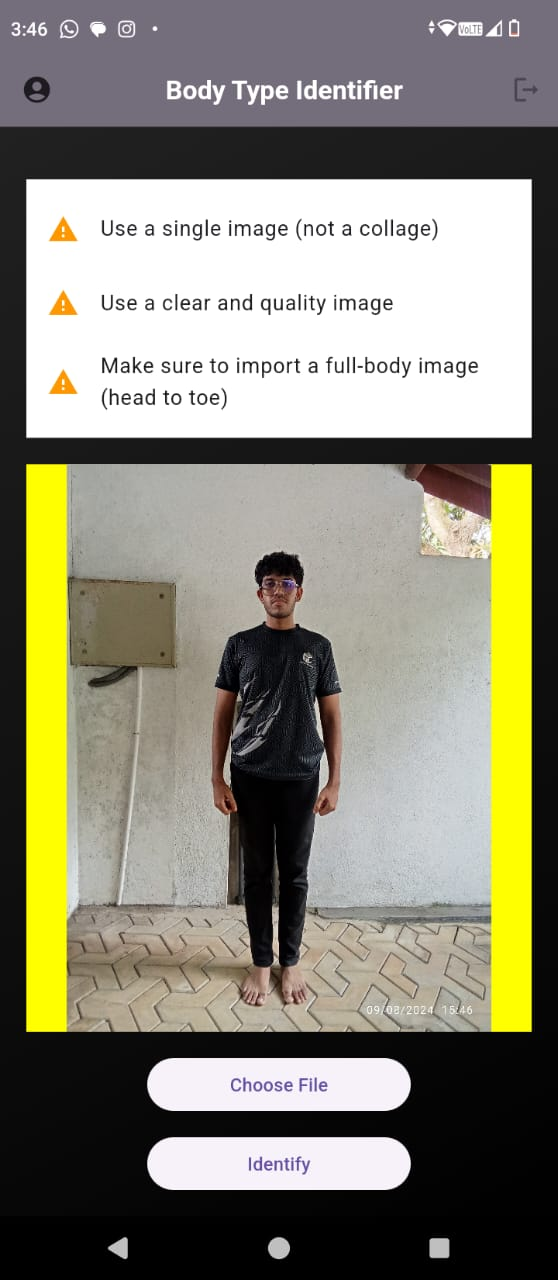 3:46
VoLTE
Body Type Identifier
Use a single image (not a collage)
Use a clear and quality image
Make sure to import a full-body image
(head to toe)
09/08/2024 15:46
Choose File
Identify